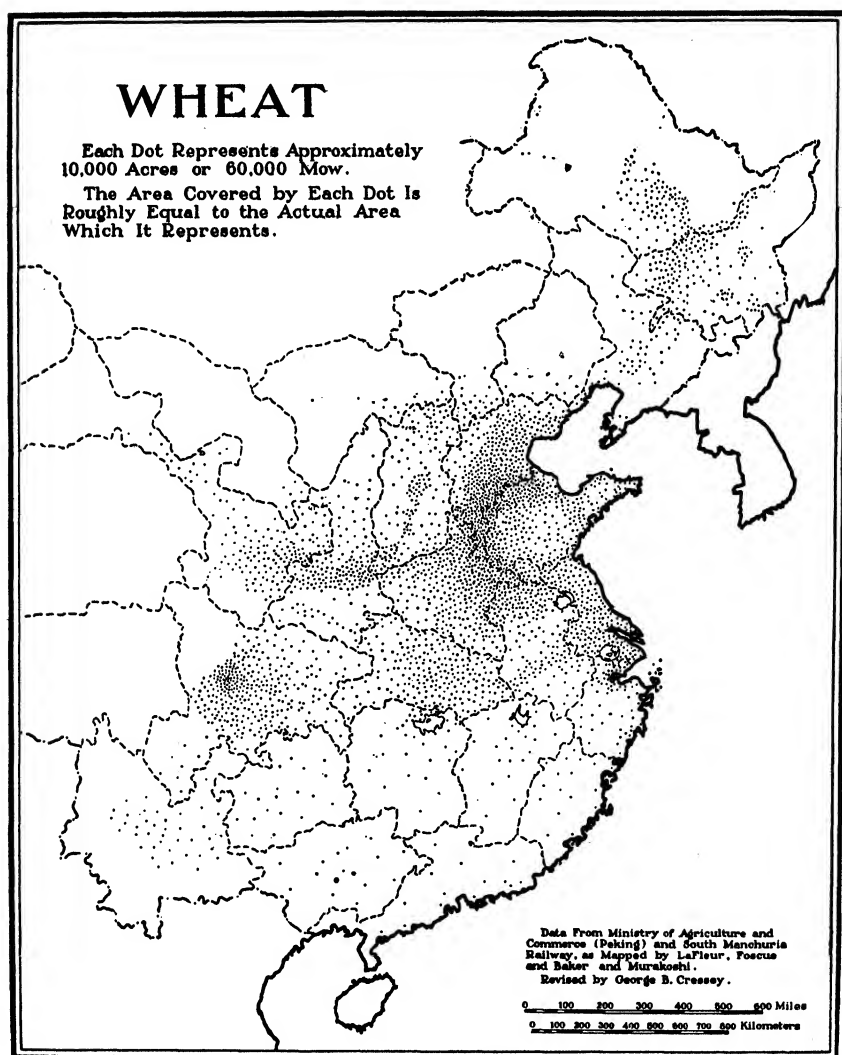 WHEAT
Each Dot Represents Approximately
10,000 Acres or 60,000 Mow.
The Area Covered by Each Dot Is
Roughly Equal to the Actual Area
Which It Represents.
Data From Ministry of Agriculture and
Commerce (Peking) and South Manchuria
Railway, as Mapped by LaFleur, Foscue
and Baker and Murakoshi.
Revised by George B. Cressey.
0 100 200 300 400 500 600 Miles
0 100 200 300 400 500 600 700 800 Kilometers